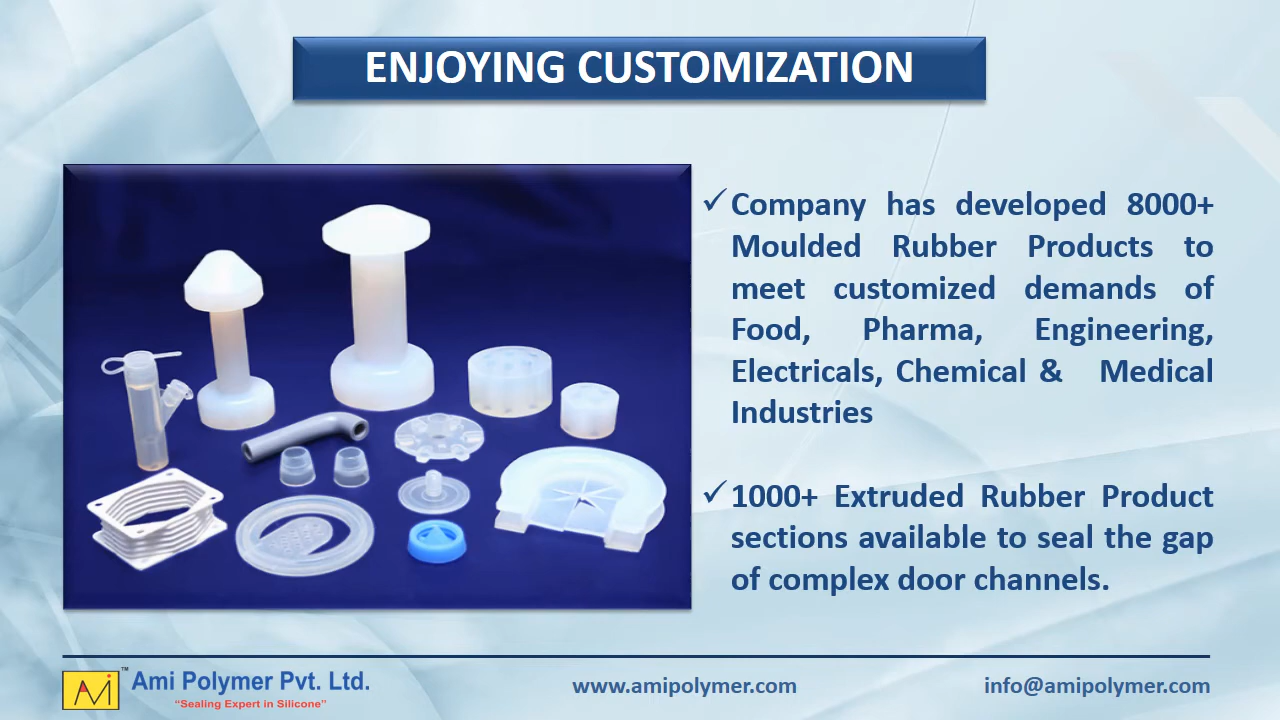 ENJOYING CUSTOMIZATION
✓ Company has developed 8000+
Moulded Rubber Products to
meet customized demands of
Food, Pharma, Engineering,
Electricals, Chemical & Medical
Industries
✓ 1000+ Extruded Rubber Product
sections available to seal the gap
of complex door channels.
AMi
™
Ami Polymer Pvt. Ltd.
“Sealing Expert in Silicone”
www.amipolymer.com
info@amipolymer.com